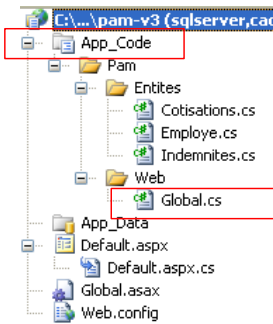 C:\...\pam-v3 (sqlserver,cac
App_Code
Pam
Entites
Cotisations.cs
Employe.cs
Indemnites.cs
Web
Global.cs
App_Data
Default.aspx
Default.aspx.cs
Global.asax
Web.config